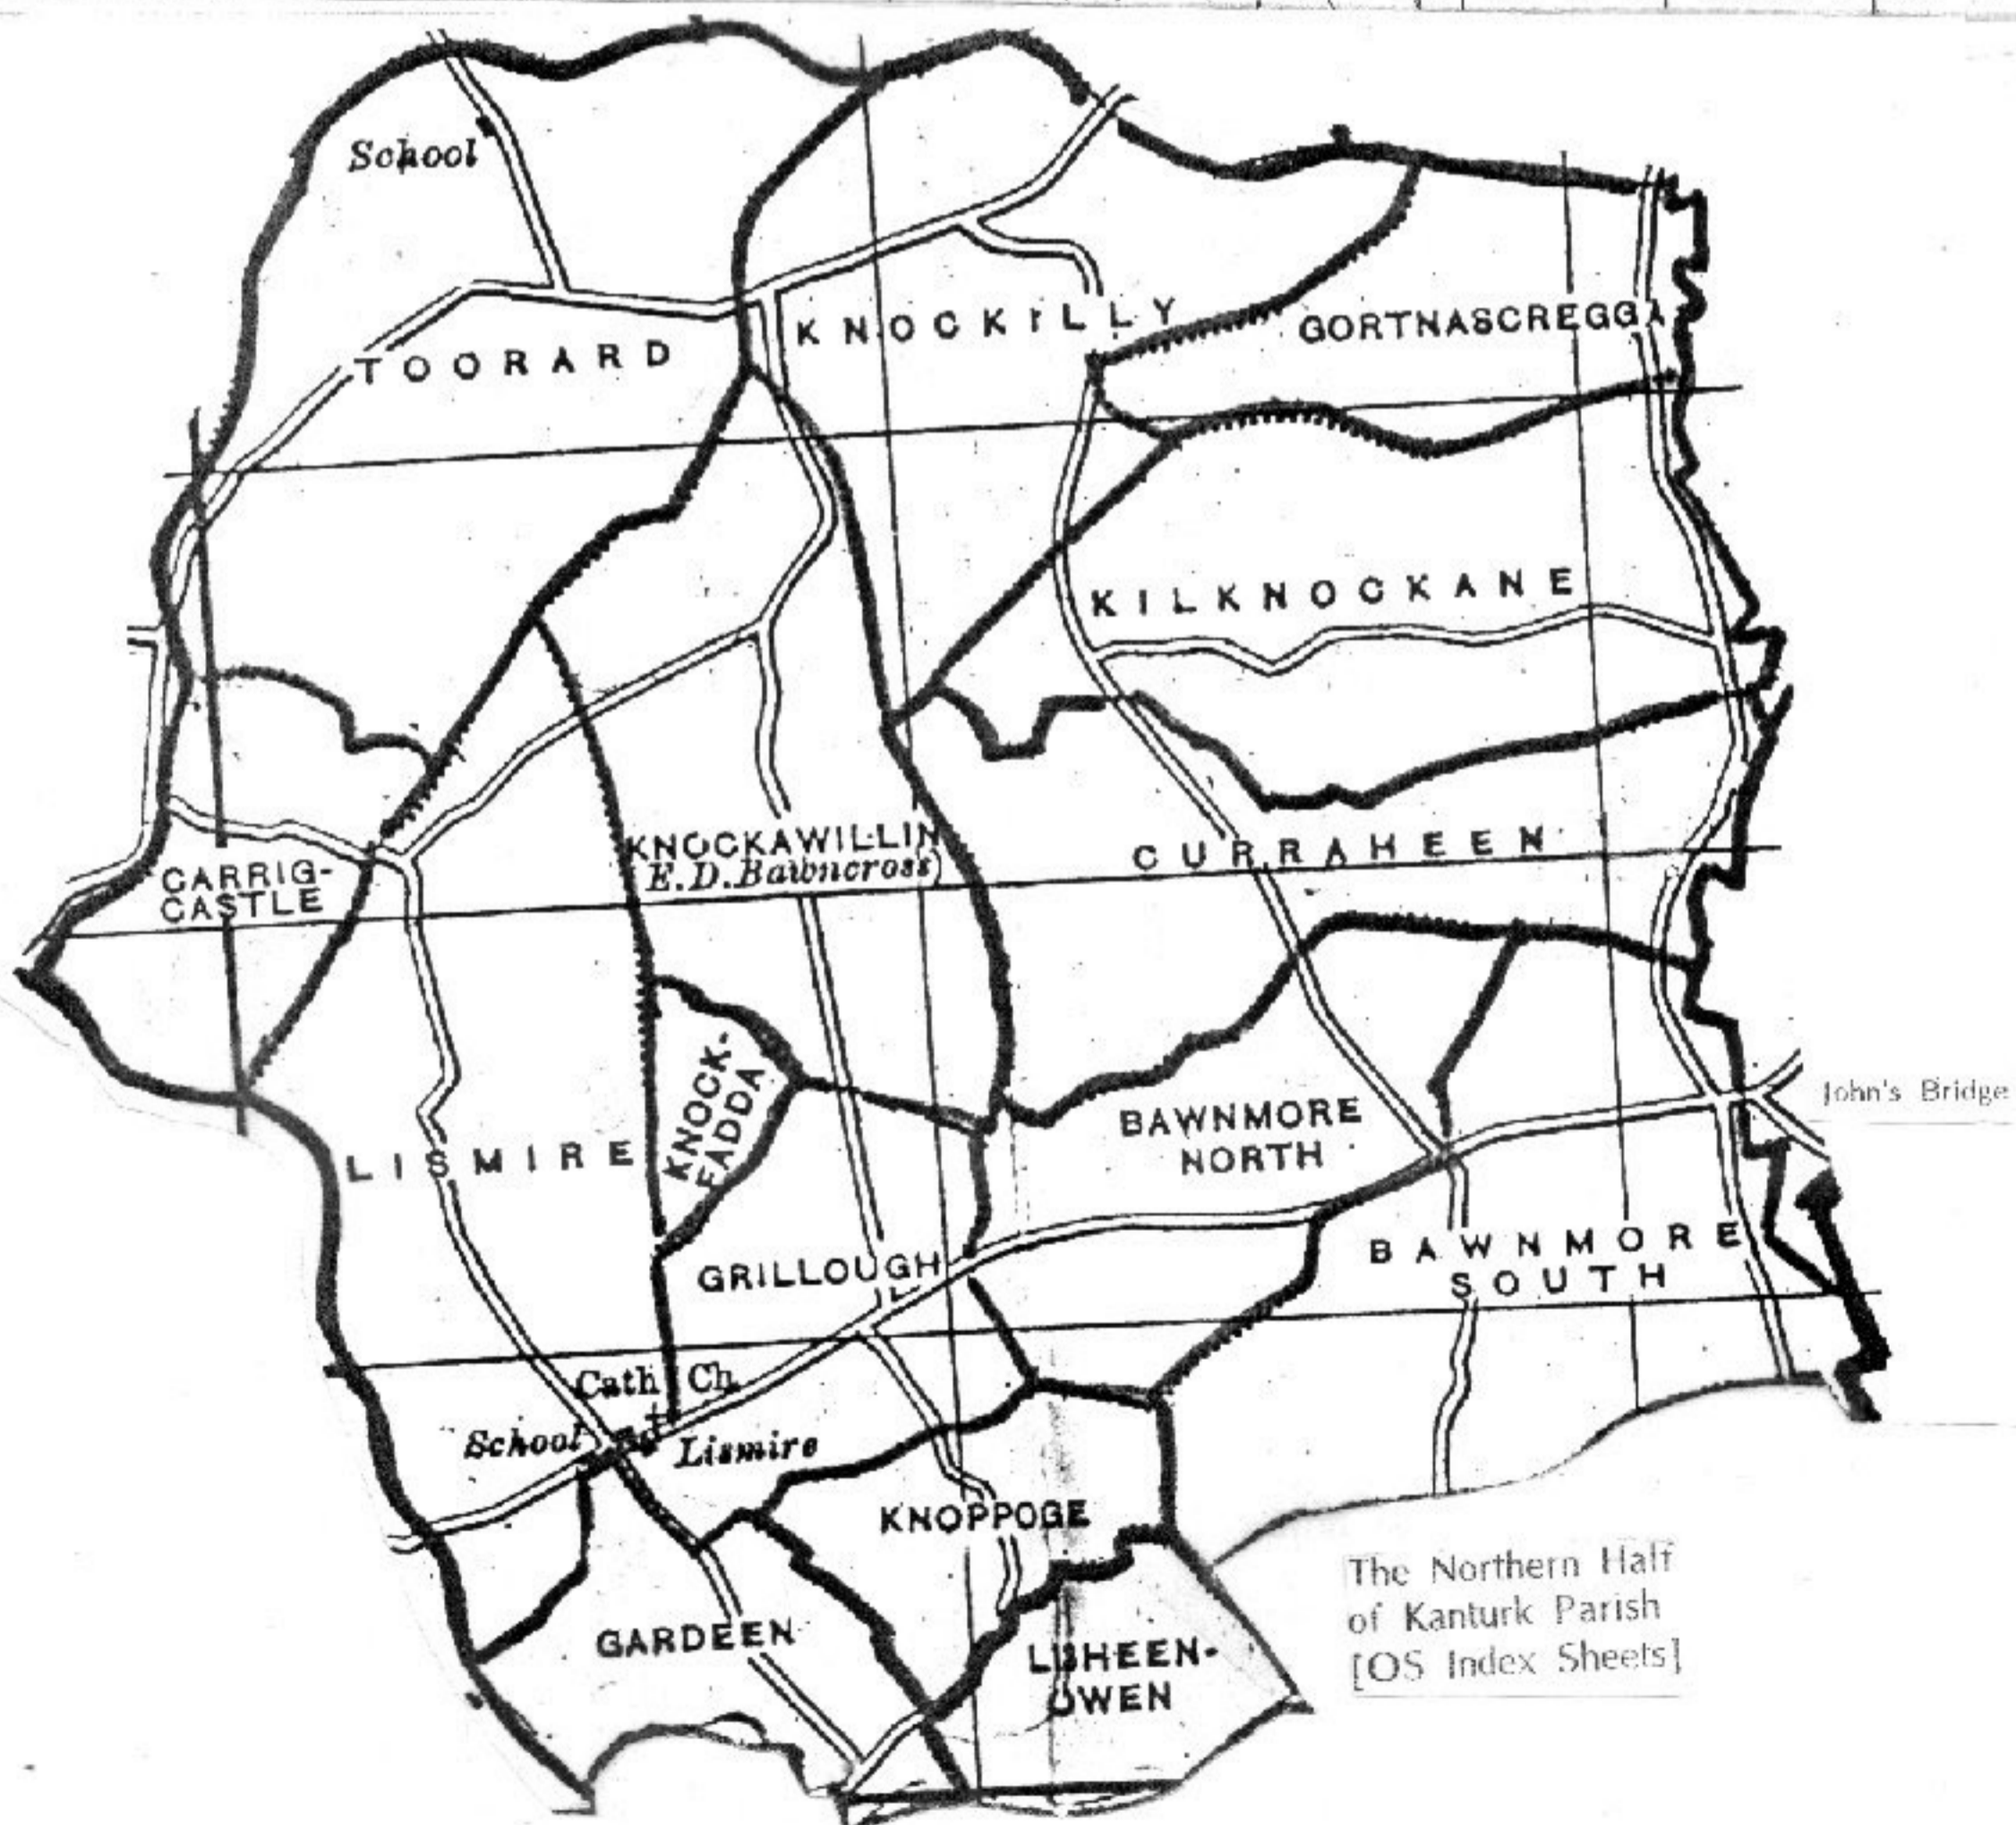 School
TOORARD
KNOCKILLY
GORTNASCREGGA
KILKNOCKANE
KNOCKAWILLIN
E.D. Bawncross)
CURRAHEEN
CARRIG-
CASTLE
KNOCK-
FADDA
John's Bridge
BAWNMORE
NORTH
LISMIRE
BAWNMORE
SOUTH
GRILLOUGH
Cath Ch.
School
Lismire
KNOPPOGE
The Northern Half
of Kanturk Parish
[OS Index Sheets]
GARDEEN
LISHEEN-
OWEN